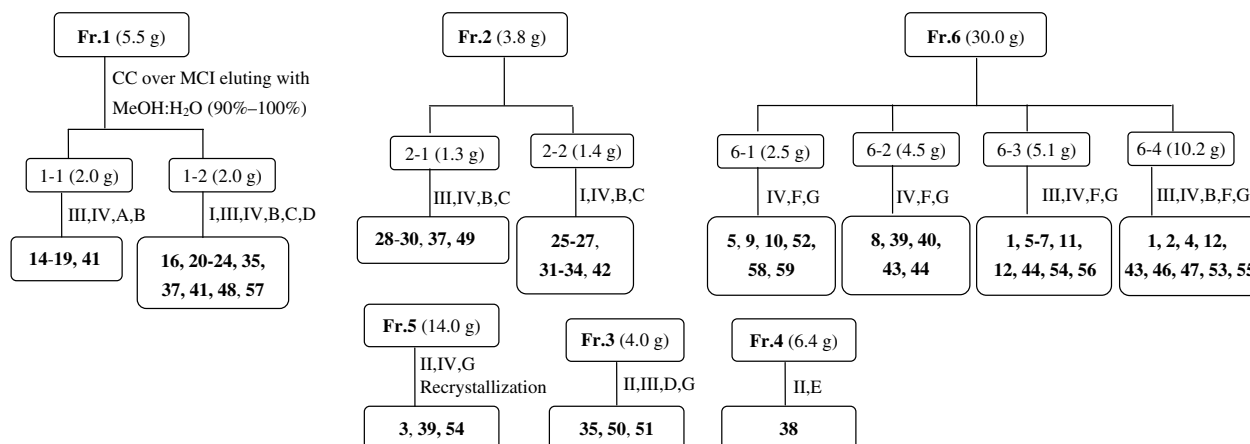 Fr.1 (5.5 g)
CC over MCI eluting with
MeOH:H₂O (90%–100%)
1-1 (2.0 g)
1-2 (2.0 g)
III,IV,A,B
I,III,IV,B,C,D
14-19, 41
16, 20-24, 35,
37, 41, 48, 57
Fr.2 (3.8 g)
2-1 (1.3 g)
2-2 (1.4 g)
III,IV,B,C
I,IV,B,C
28-30, 37, 49
25-27,
31-34, 42
Fr.6 (30.0 g)
6-1 (2.5 g)
6-2 (4.5 g)
6-3 (5.1 g)
6-4 (10.2 g)
IV,F,G
IV,F,G
III,IV,F,G
III,IV,B,F,G
5, 9, 10, 52,
58, 59
8, 39, 40,
43, 44
1, 5-7, 11,
12, 44, 54, 56
1, 2, 4, 12,
43, 46, 47, 53, 55
Fr.5 (14.0 g)
II,IV,G
Recrystallization
3, 39, 54
Fr.3 (4.0 g)
II,III,D,G
35, 50, 51
Fr.4 (6.4 g)
II,E
38